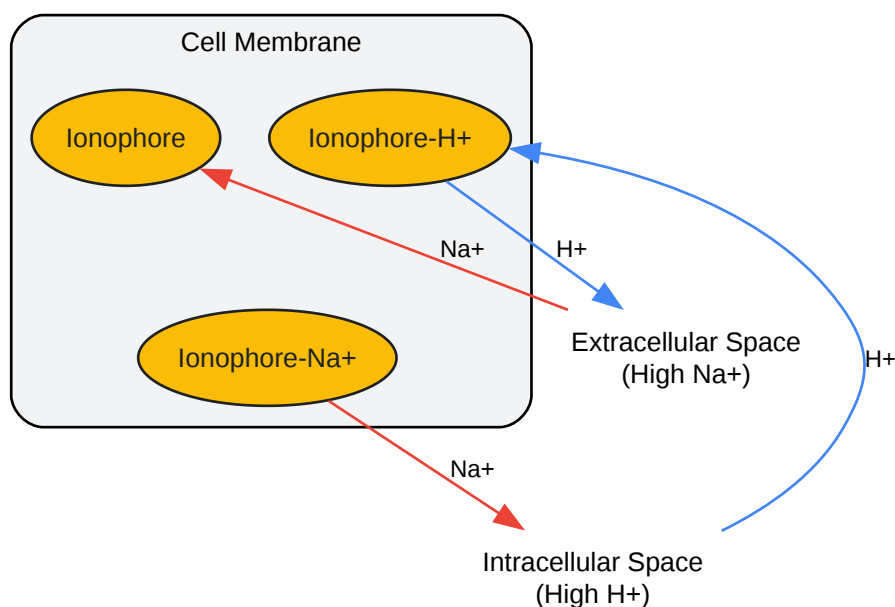 Cell Membrane
Ionophore
Ionophore-H+
Na+
H+
Extracellular Space
(High Na+)
Ionophore-Na+
H+
Na+
Intracellular Space
(High H+)